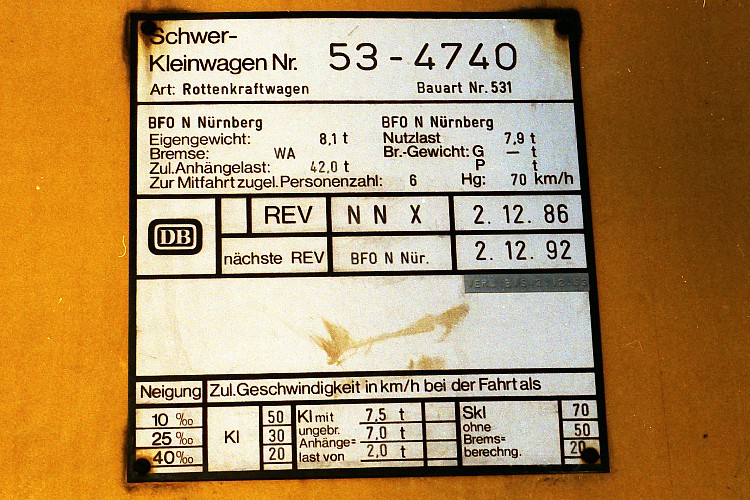 Schwer-
Kleinwagen Nr. 53-4740
Art: Rottenkraftwagen Bauart Nr. 531
BFO N Nürnberg BFO N Nürnberg
Eigengewicht: 8,1 t Nutzlast 7,9 t
Bremse: WA Br.-Gewicht: G — t
Zul. Anhängelast: 42,0 t P t
Zur Mitfahrt zugel. Personenzahl: 6 Hg: 70 km/h
DB REV N N X 2. 12. 86
nächste REV BFO N Nür. 2. 12. 92
Neigung Zul. Geschwindigkeit in km/h bei der Fahrt als
10 ‰ Kl 50 Kl mit 7,5 t Skl 70
25 ‰ 30 ungebr. 7,0 t ohne 50
40 ‰ 20 Anhänge= 2,0 t Brems= 20
last von berechng.